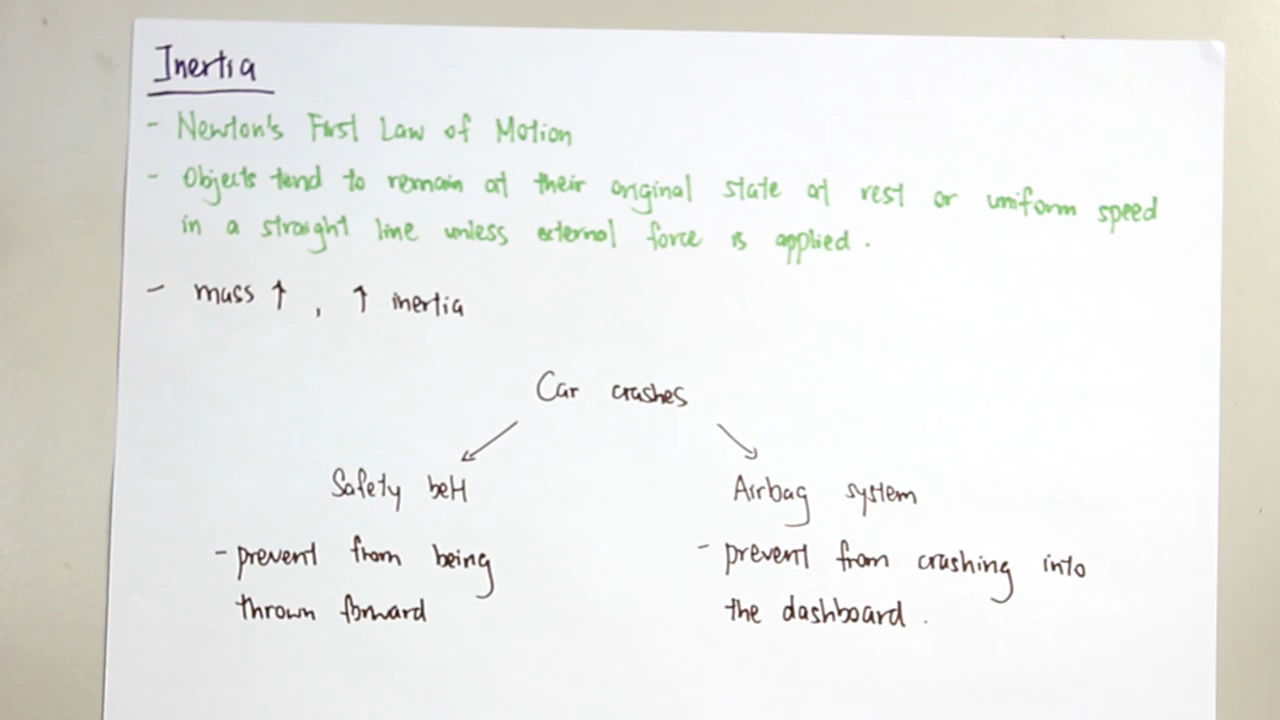 Inertia
- Newton's First Law of Motion
- Objects tend to remain at their original state at rest or uniform speed
in a straight line unless external force is applied.
- mass ↑ , ↑ inertia
Car crashes
Safety belt
Airbag system
- prevent from being
thrown forward
- prevent from crashing into
the dashboard.